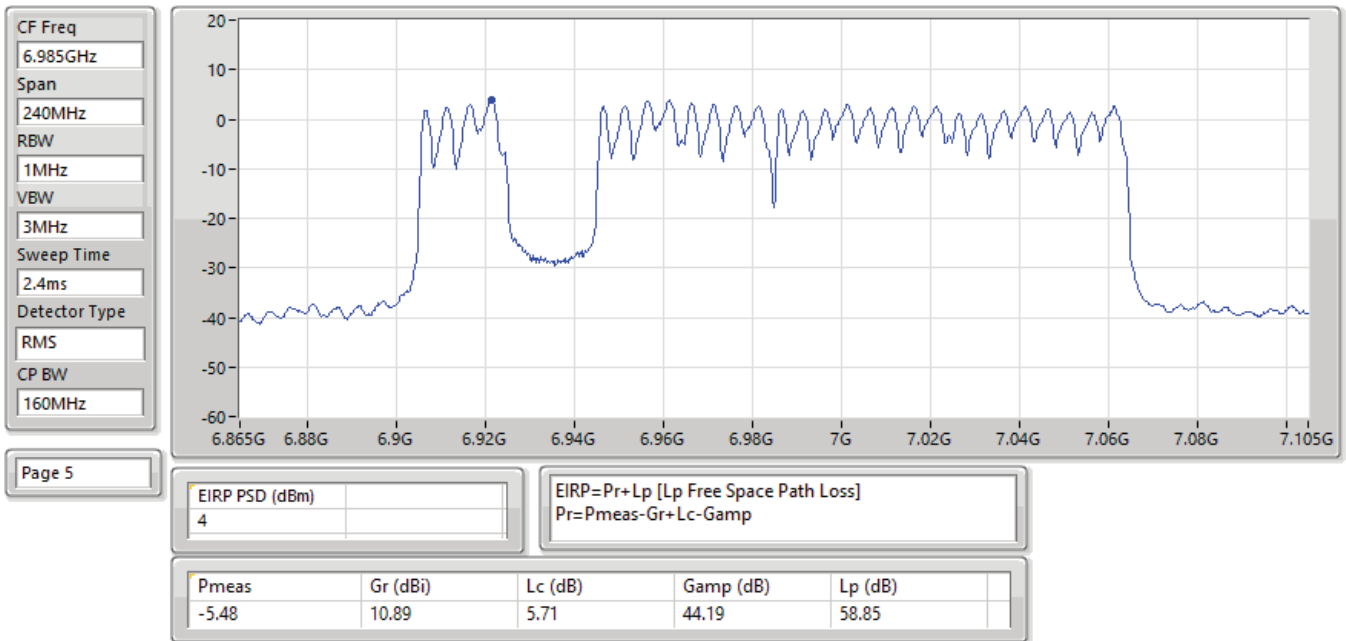 CF Freq
6.985GHz
Span
240MHz
RBW
1MHz
VBW
3MHz
Sweep Time
2.4ms
Detector Type
RMS
CP BW
160MHz
Page 5
20
10
0
-10
-20
-30
-40
-50
-60
6.865G 6.88G 6.9G 6.92G 6.94G 6.96G 6.98G 7G 7.02G 7.04G 7.06G 7.08G 7.105G
EIRP PSD (dBm)
4
EIRP=Pr+Lp [Lp Free Space Path Loss]
Pr=Pmeas-Gr+Lc-Gamp
Pmeas Gr (dBi) Lc (dB) Gamp (dB) Lp (dB)
-5.48 10.89 5.71 44.19 58.85